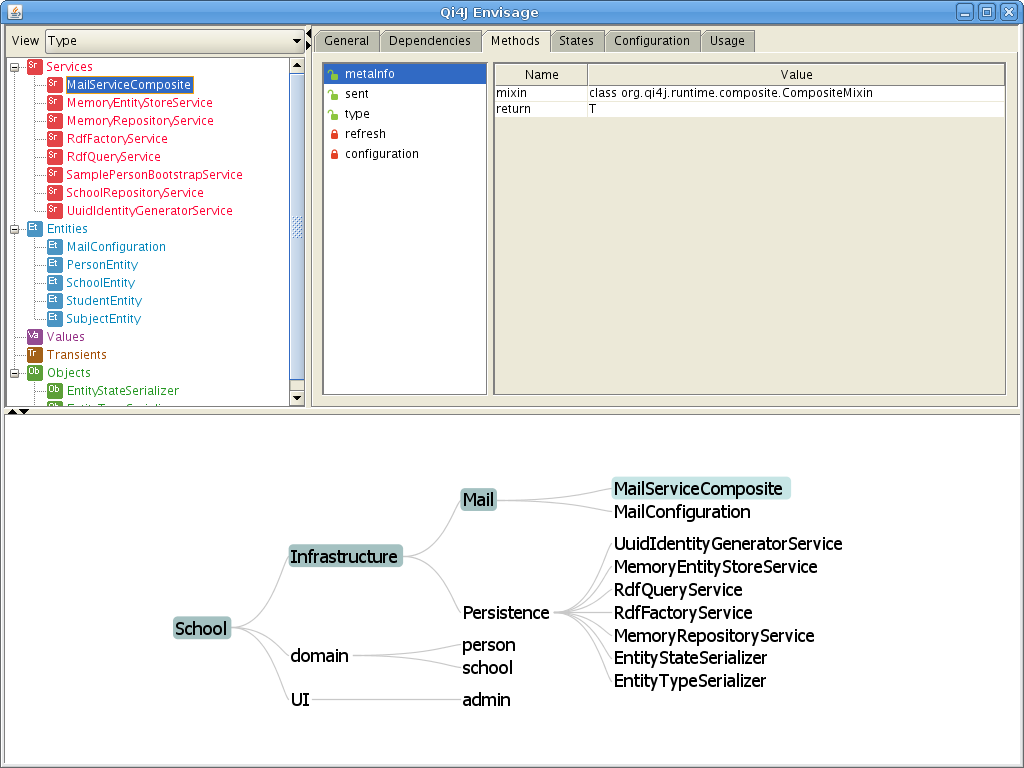 Qi4J Envisage
View Type
General Dependencies Methods States Configuration Usage
Sr Services
Sr MailServiceComposite
Sr MemoryEntityStoreService
Sr MemoryRepositoryService
Sr RdfFactoryService
Sr RdfQueryService
Sr SamplePersonBootstrapService
Sr SchoolRepositoryService
Sr UuidIdentityGeneratorService
Et Entities
Et MailConfiguration
Et PersonEntity
Et SchoolEntity
Et StudentEntity
Et SubjectEntity
Va Values
Tr Transients
Ob Objects
Ob EntityStateSerializer
metaInfo
sent
type
refresh
configuration
Name Value
mixin class org.qi4j.runtime.composite.CompositeMixin
return T
School
Infrastructure
domain
UI
Mail
Persistence
person
school
admin
MailServiceComposite
MailConfiguration
UuidIdentityGeneratorService
MemoryEntityStoreService
RdfQueryService
RdfFactoryService
MemoryRepositoryService
EntityStateSerializer
EntityTypeSerializer